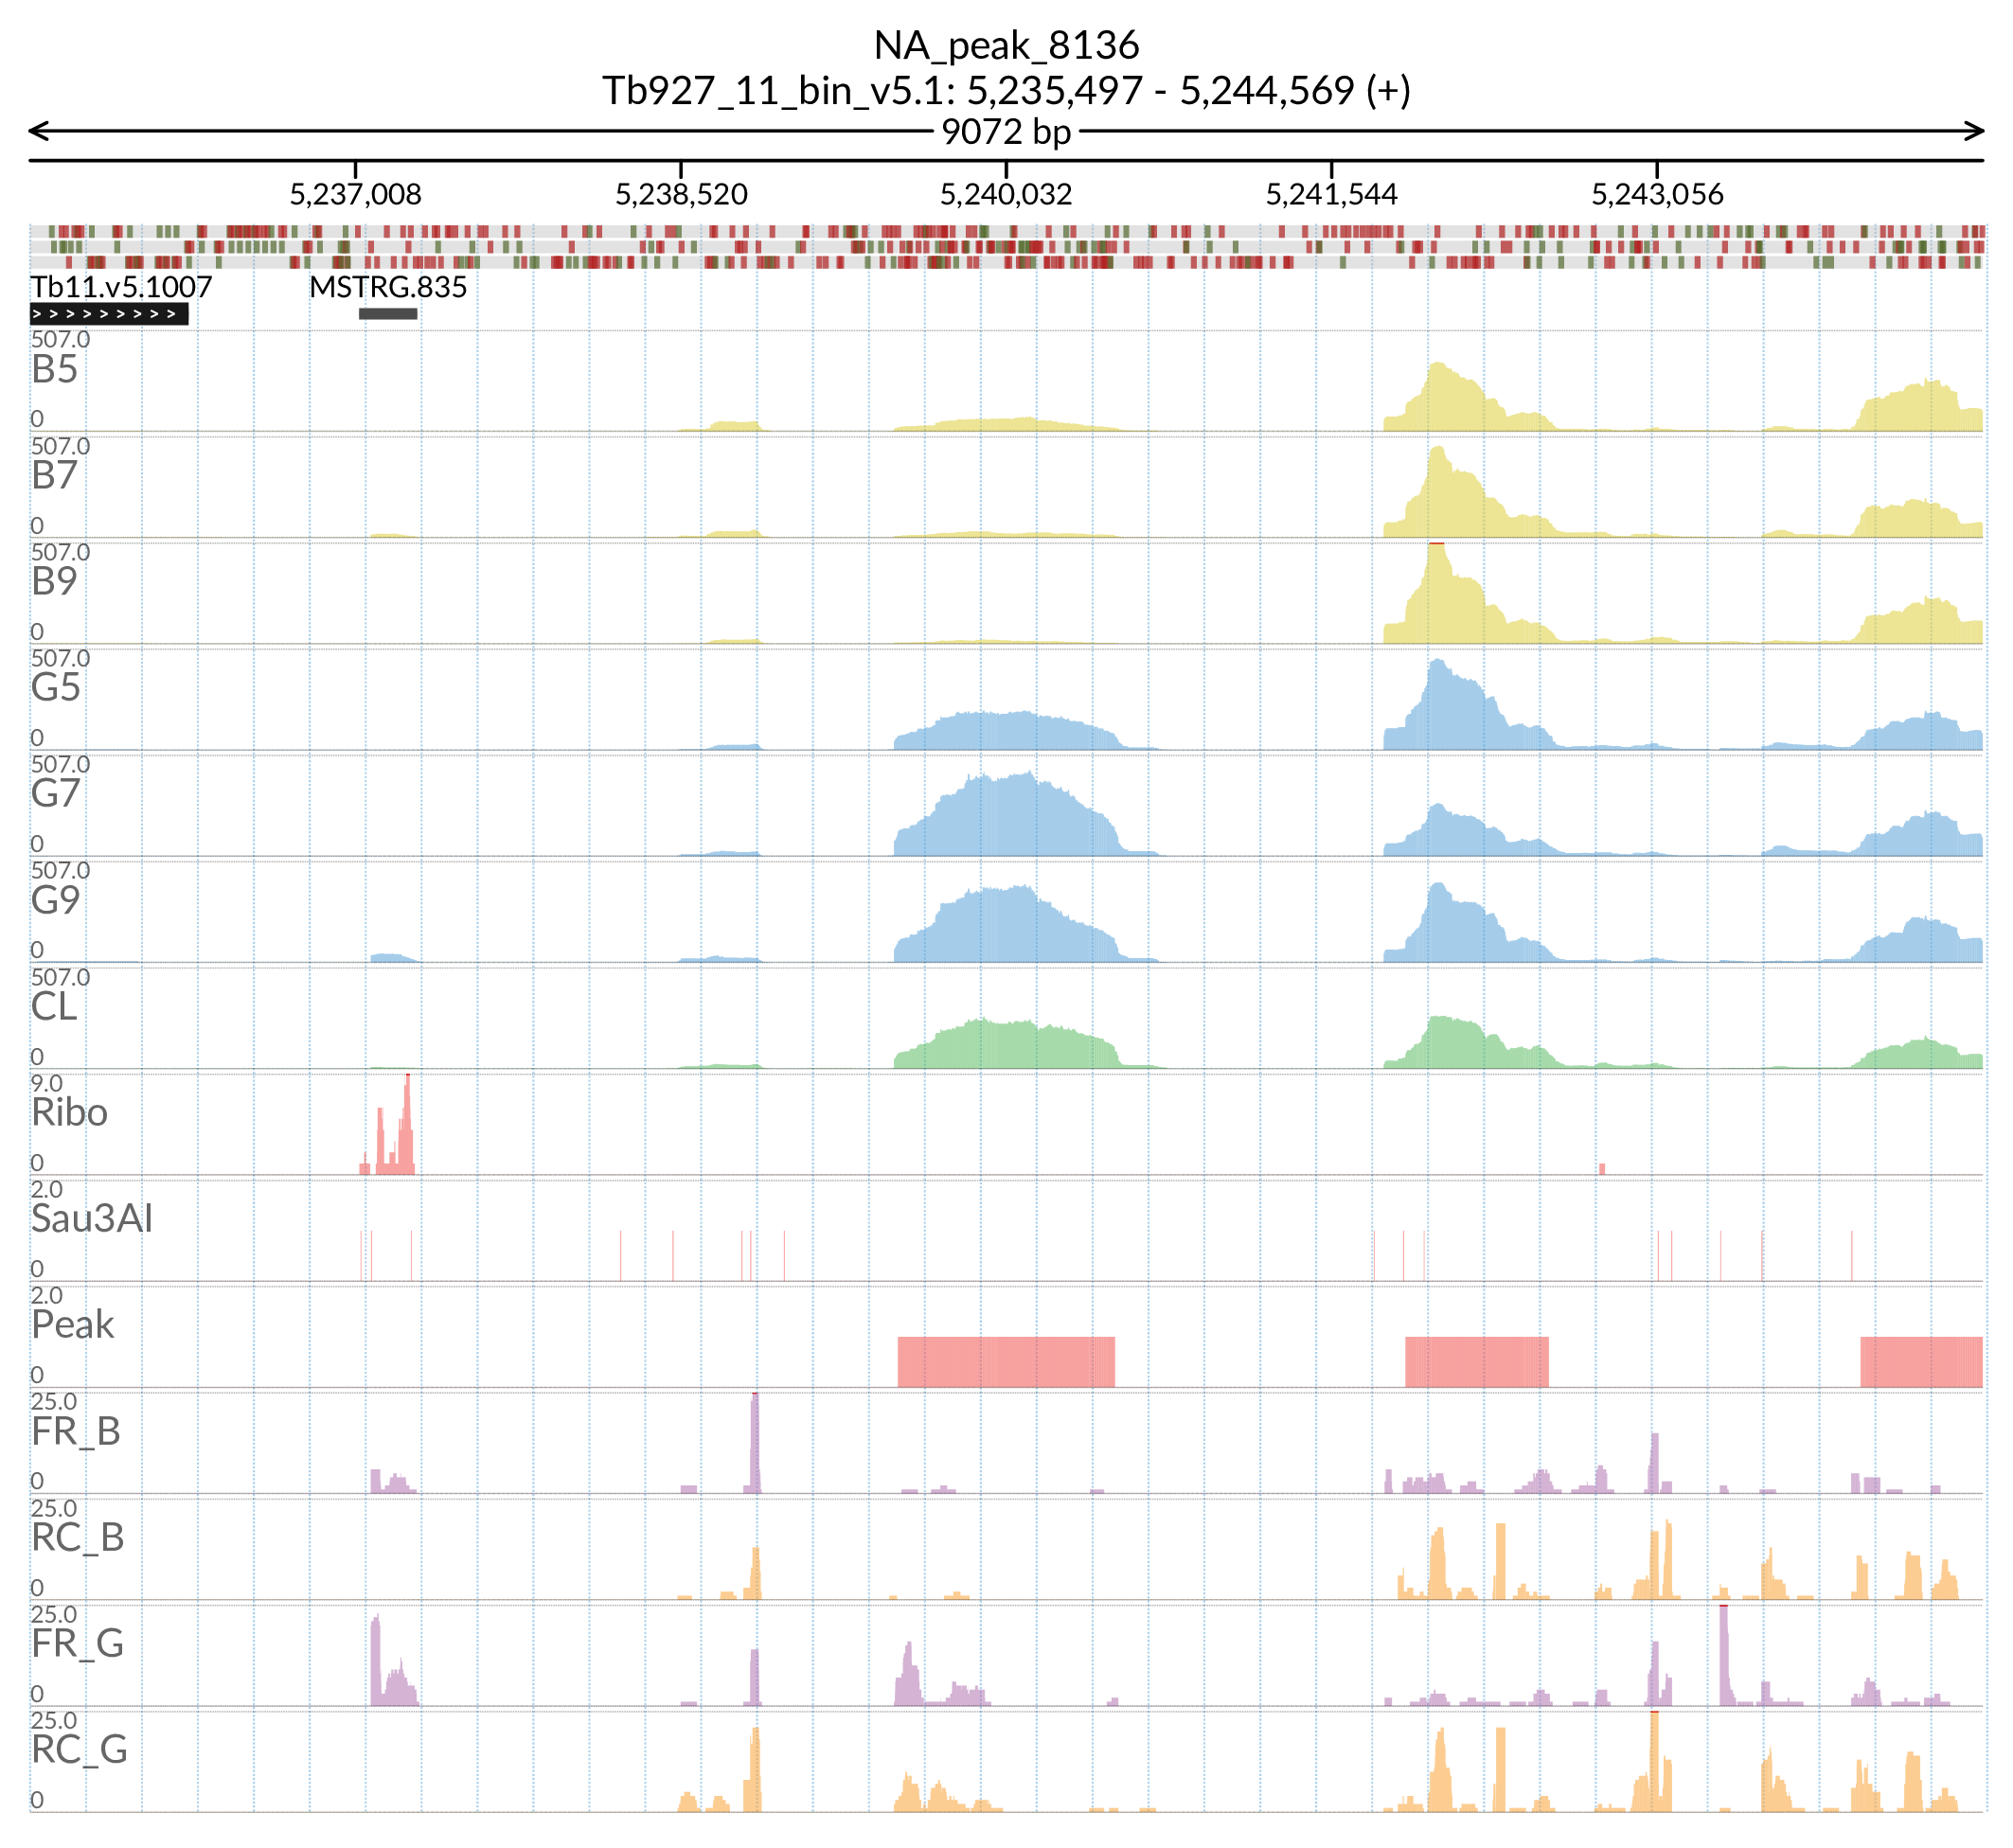 NA_peak_8136
Tb927_11_bin_v5.1: 5,235,497 - 5,244,569 (+)
9072 bp
5,237,008 5,238,520 5,240,032 5,241,544 5,243,056
Tb11.v5.1007 MSTRG.835
507.0
B5
0
507.0
B7
0
507.0
B9
0
507.0
G5
0
507.0
G7
0
507.0
G9
0
507.0
CL
0
9.0
Ribo
0
2.0
Sau3AI
0
2.0
Peak
0
25.0
FR_B
0
25.0
RC_B
0
25.0
FR_G
0
25.0
RC_G
0